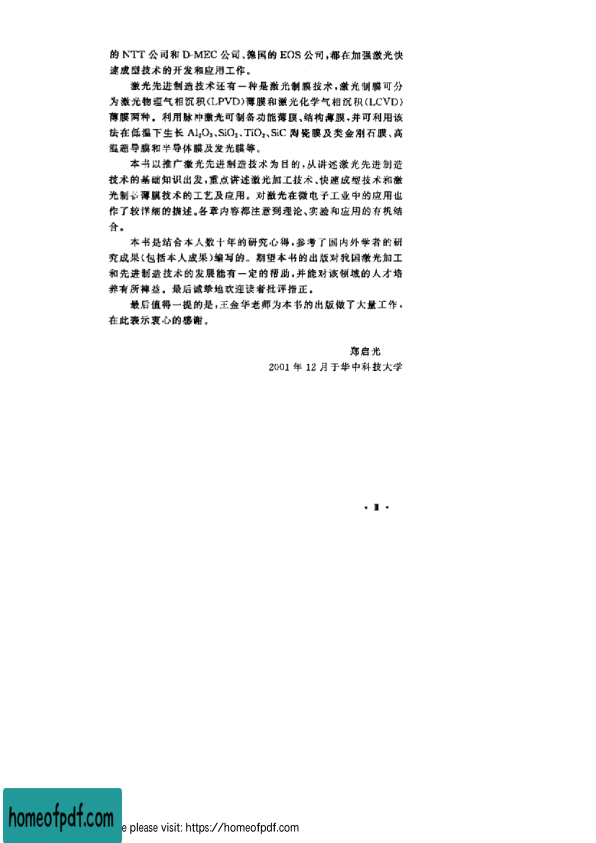 的 NTT 公司和 D-MEC 公司、德国的 EOS 公司,都在加强激光快
速成型技术的开发和应用工作。
激光先进制造技术还有一种是激光制膜技术,激光制膜可分
为激光物理气相沉积(LPVD)薄膜和激光化学气相沉积(LCVD)
薄膜两种。利用脉冲激光可制备功能薄膜、结构薄膜,并可利用该
法在低温下生长 Al₂O₃、SiO₂、TiO₂、SiC 陶瓷膜及类金刚石膜、高
温超导膜和半导体膜及发光膜等。
本书以推广激光先进制造技术为目的,从讲述激光先进制造
技术的基础知识出发,重点讲述激光加工技术、快速成型技术和激
光制备薄膜技术的工艺及应用。对激光在微电子工业中的应用也
作了较详细的描述。各章内容都注意到理论、实验和应用的有机结
合。
本书是结合本人数十年的研究心得,参考了国内外学者的研
究成果(包括本人成果)编写的。期望本书的出版对我国激光加工
和先进制造技术的发展能有一定的帮助,并能对该领域的人才培
养有所裨益。最后诚挚地欢迎读者批评指正。
最后值得一提的是,王金华老师为本书的出版做了大量工作,
在此表示衷心的感谢。
郑启光
2001 年 12 月于华中科技大学
homeofpdf.com
e please visit: https://homeofpdf.com